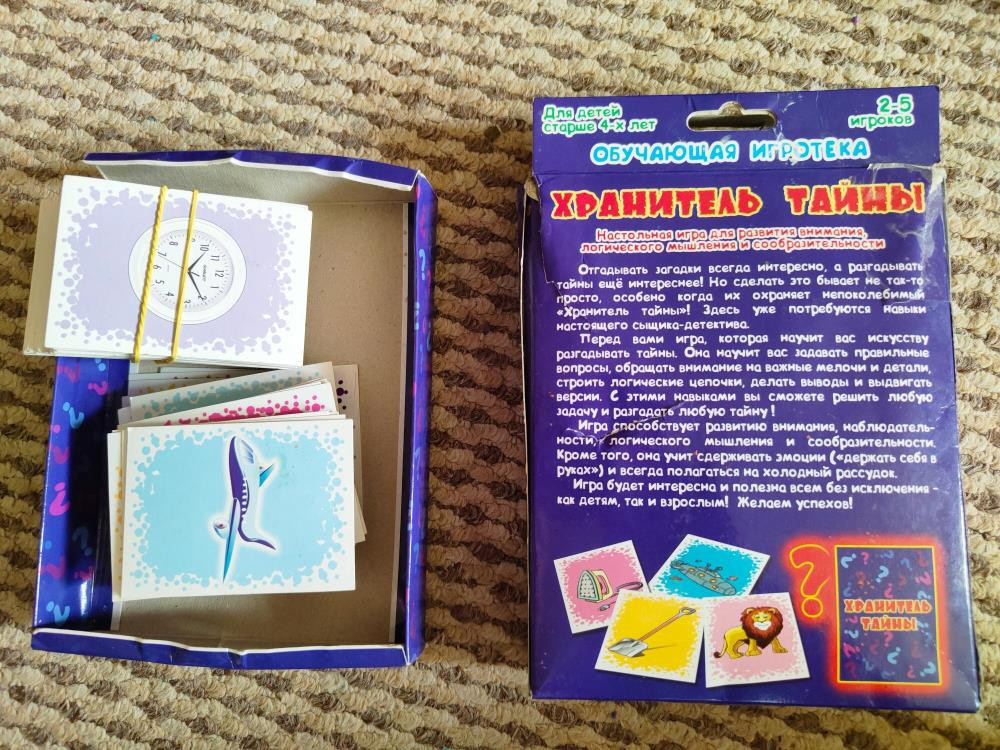 Для детей
старше 4-х лет
2-5
игроков
ОБУЧАЮЩАЯ ИГРОТЕКА
ХРАНИТЕЛЬ ТАЙНЫ
Настольная игра для развития внимания,
логического мышления и сообразительности
Отгадывать загадки всегда интересно, а разгадывать
тайны ещё интереснее! Но сделать это бывает не так-то
просто, особенно когда их охраняет непоколебимый
«Хранитель тайны»! Здесь уже потребуются навыки
настоящего сыщика-детектива.
Перед вами игра, которая научит вас искусству
разгадывать тайны. Она научит вас задавать правильные
вопросы, обращать внимание на важные мелочи и детали,
строить логические цепочки, делать выводы и выдвигать
версии. С этими навыками вы сможете решить любую
задачу и разгадать любую тайну!
Игра способствует развитию внимания, наблюдатель-
ности, логического мышления и сообразительности.
Кроме того, она учит сдерживать эмоции («держать себя в
руках») и всегда полагаться на холодный рассудок.
Игра будет интересна и полезна всем без исключения -
как детям, так и взрослым! Желаем успехов!
ХРАНИТЕЛЬ
ТАЙНЫ